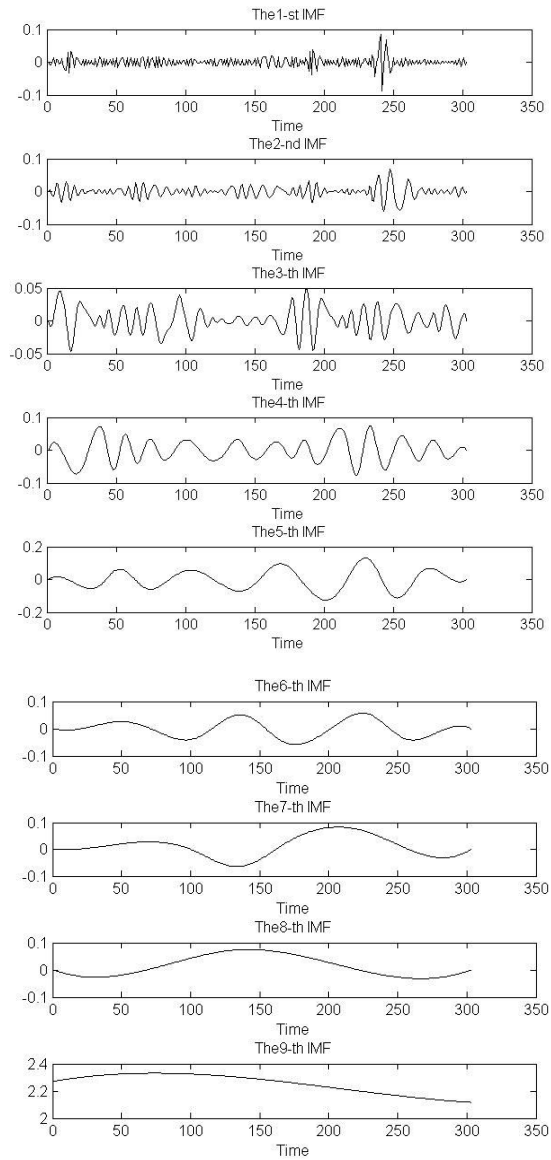 The1-st IMF
0.1
0
-0.1
0 50 100 150 200 250 300 350
Time
The2-nd IMF
0.1
0
-0.1
0 50 100 150 200 250 300 350
Time
The3-th IMF
0.05
0
-0.05
0 50 100 150 200 250 300 350
Time
The4-th IMF
0.1
0
-0.1
0 50 100 150 200 250 300 350
Time
The5-th IMF
0.2
0
-0.2
0 50 100 150 200 250 300 350
Time
The6-th IMF
0.1
0
-0.1
0 50 100 150 200 250 300 350
Time
The7-th IMF
0.1
0
-0.1
0 50 100 150 200 250 300 350
Time
The8-th IMF
0.1
0
-0.1
0 50 100 150 200 250 300 350
Time
The9-th IMF
2.4
2.2
2
0 50 100 150 200 250 300 350
Time